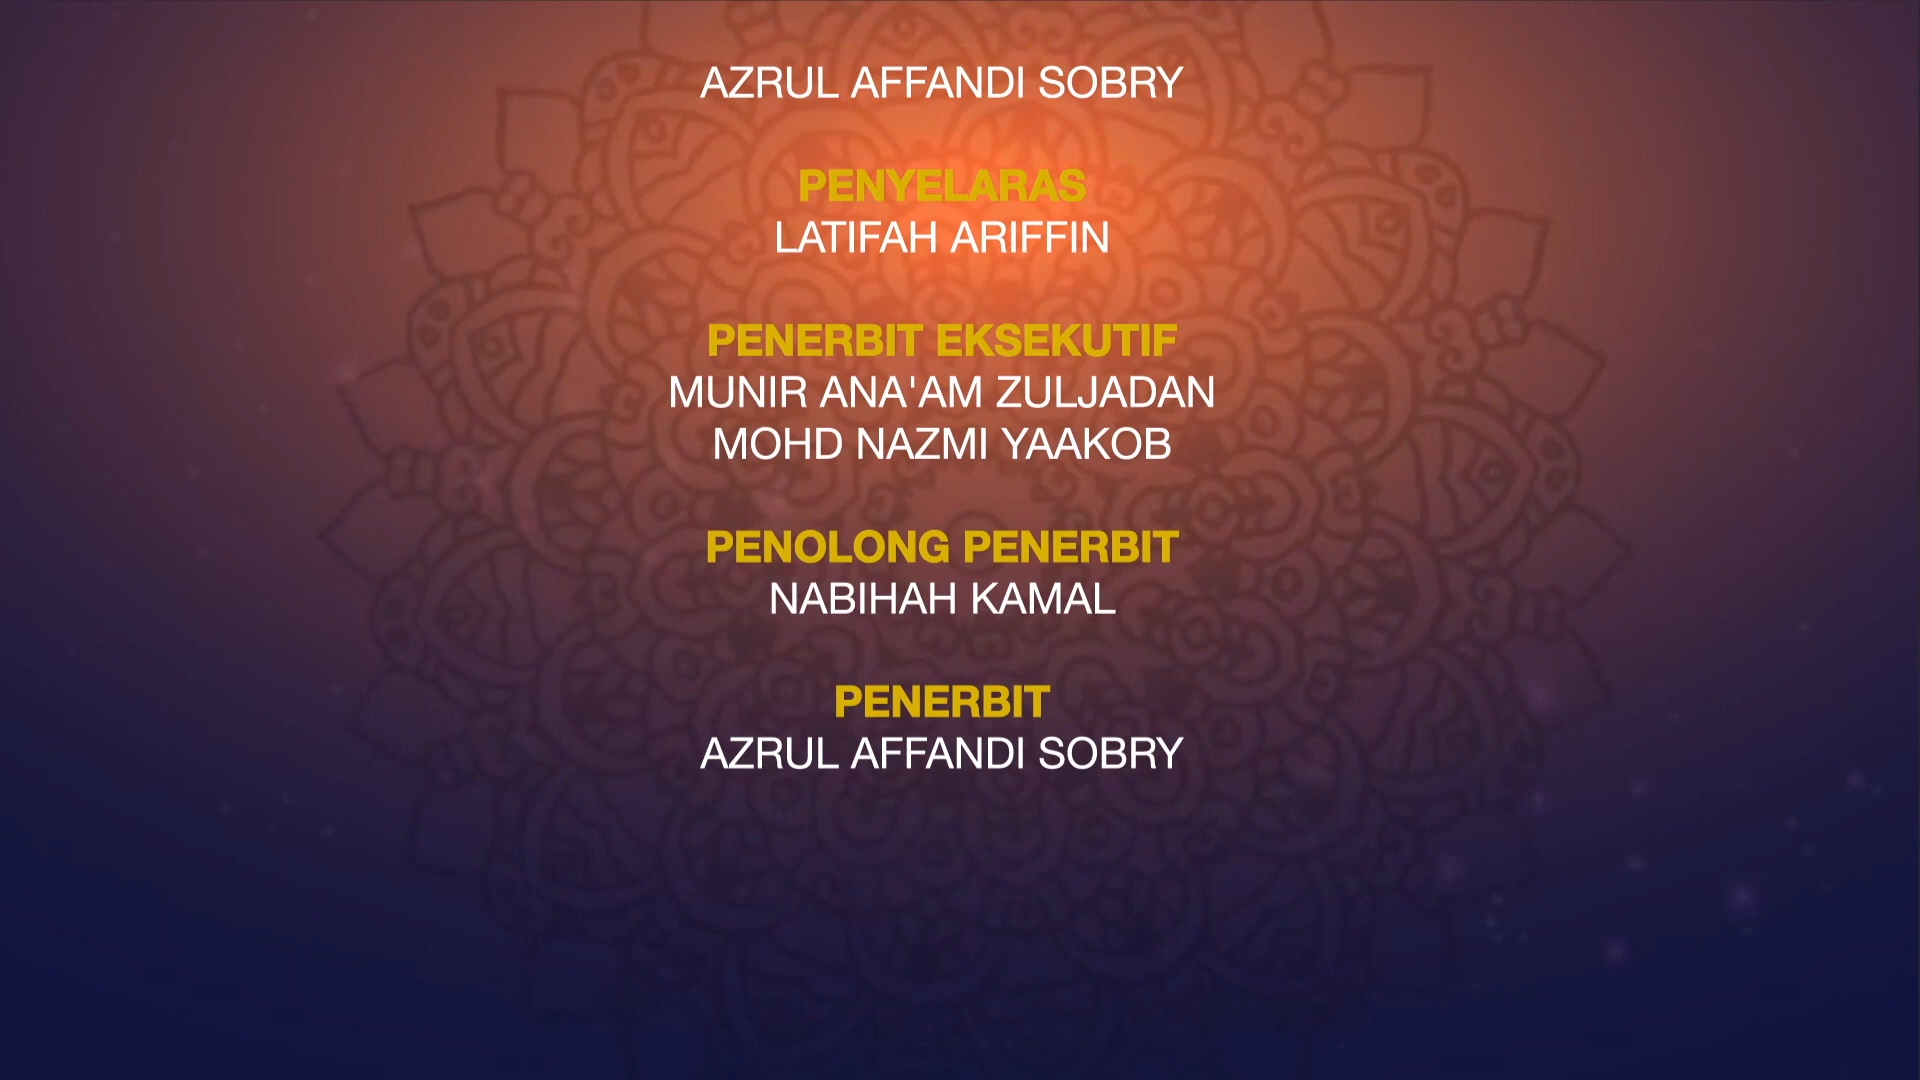 AZRUL AFFANDI SOBRY
PENYELARAS
LATIFAH ARIFFIN
PENERBIT EKSEKUTIF
MUNIR ANA'AM ZULJADAN
MOHD NAZMI YAAKOB
PENOLONG PENERBIT
NABIHAH KAMAL
PENERBIT
AZRUL AFFANDI SOBRY